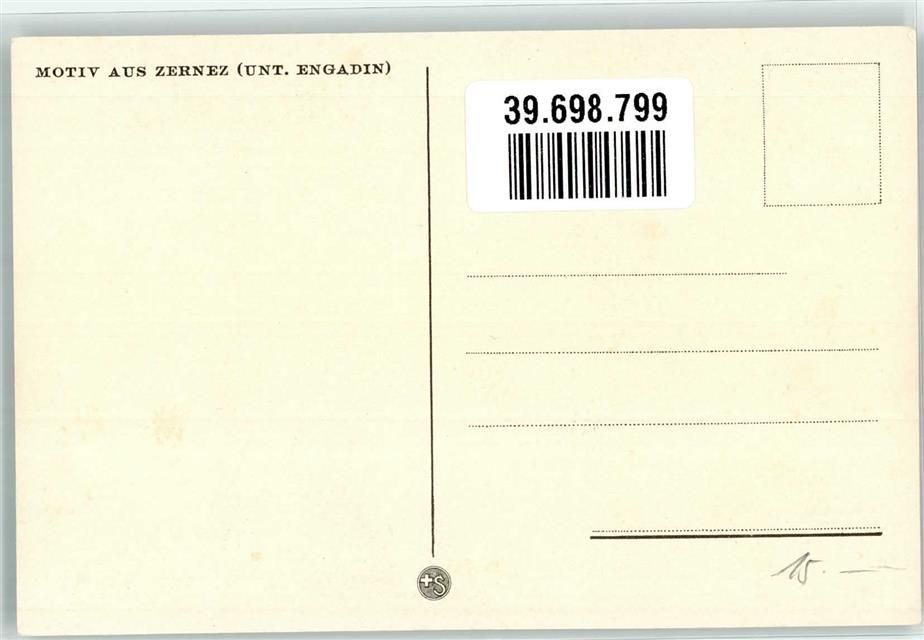 MOTIV AUS ZERNEZ (UNT. ENGADIN)
39.698.799
S
15.—